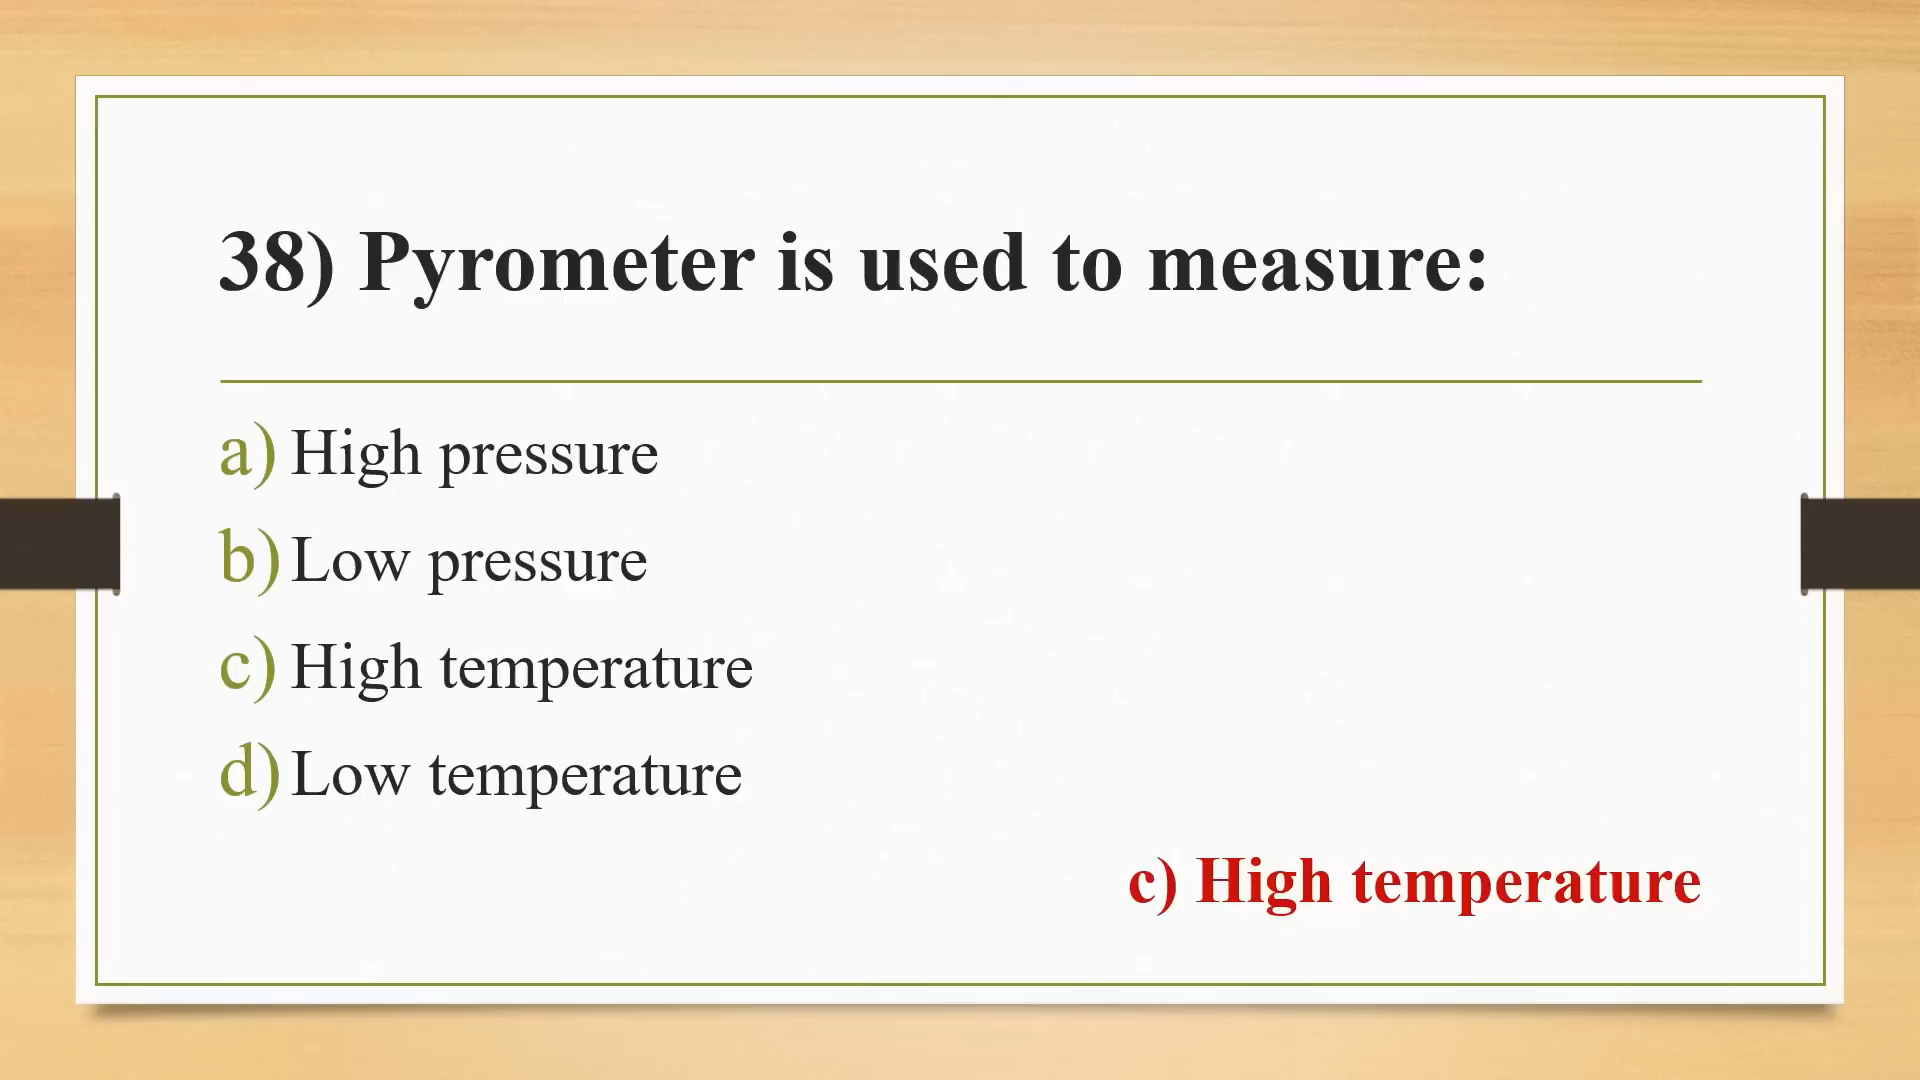 38) Pyrometer is used to measure:
a) High pressure
b) Low pressure
c) High temperature
d) Low temperature
c) High temperature